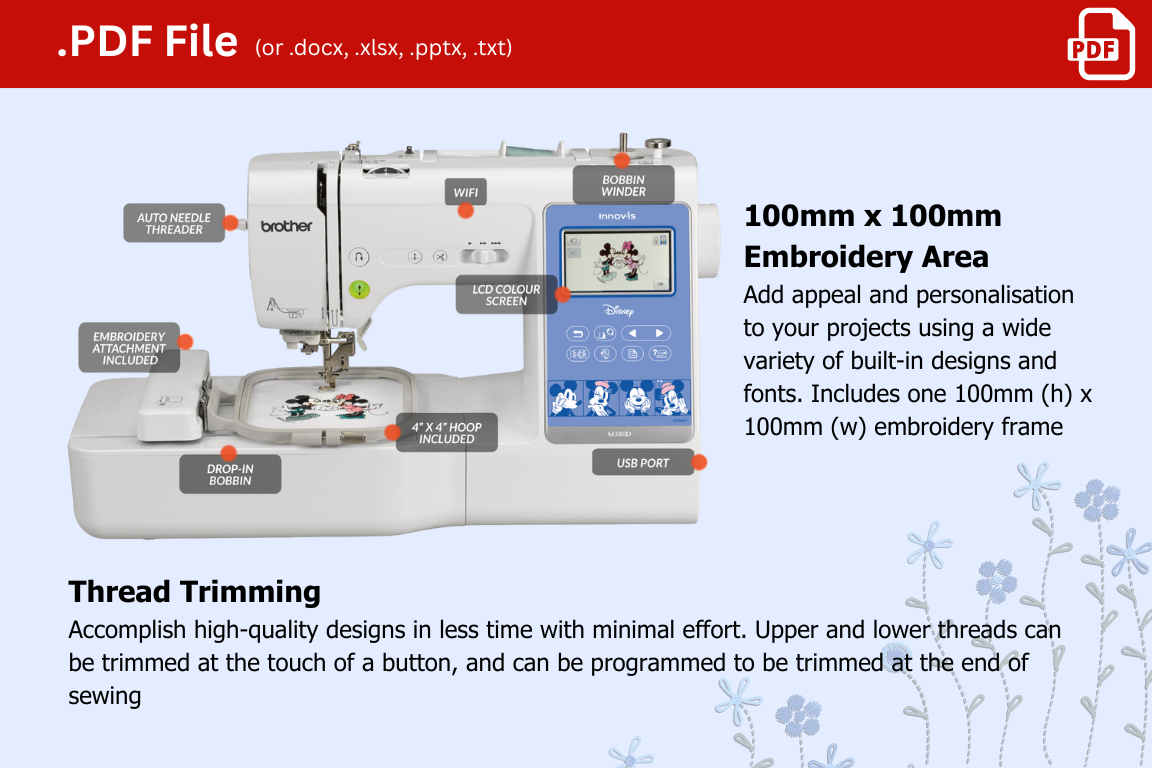 .PDF File (or .docx, .xlsx, .pptx, .txt)
PDF
BOBBIN
WINDER
WIFI
AUTO NEEDLE
THREADER
brother
innovis
LCD COLOUR
SCREEN
Disney
OK
EMBROIDERY
ATTACHMENT
INCLUDED
4" X 4" HOOP
INCLUDED
M380D
DROP-IN
BOBBIN
USB PORT
100mm x 100mm
Embroidery Area
Add appeal and personalisation
to your projects using a wide
variety of built-in designs and
fonts. Includes one 100mm (h) x
100mm (w) embroidery frame
Thread Trimming
Accomplish high-quality designs in less time with minimal effort. Upper and lower threads can
be trimmed at the touch of a button, and can be programmed to be trimmed at the end of
sewing